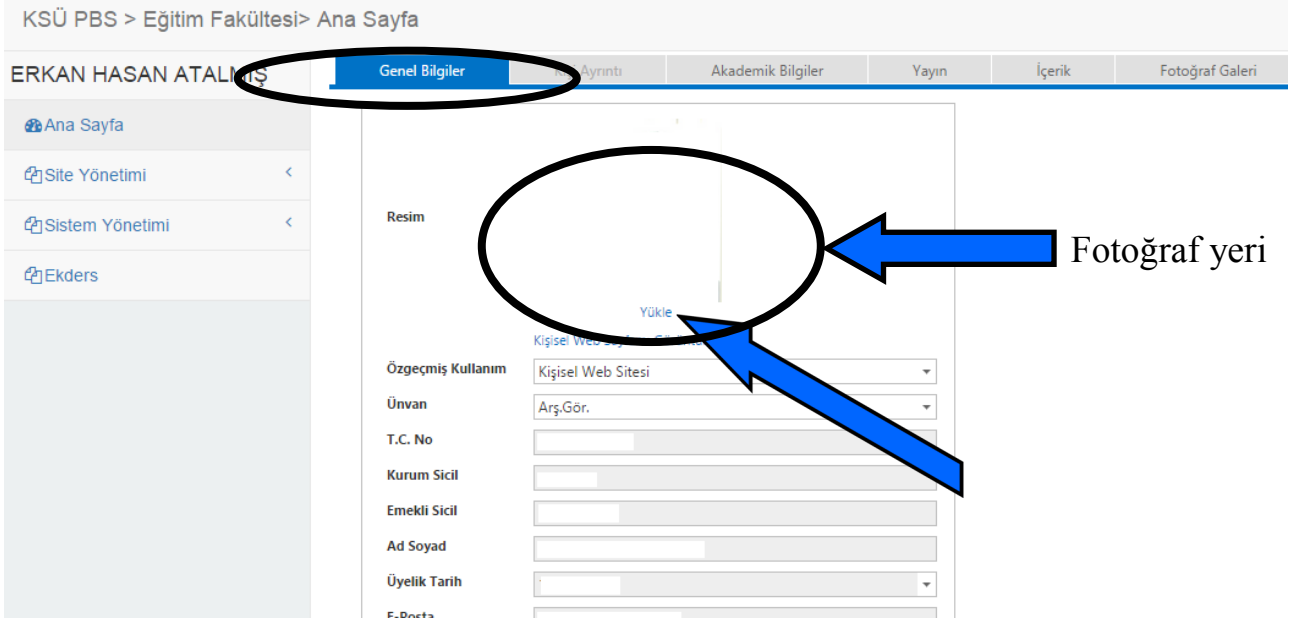 KSÜ PBS > Eğitim Fakültesi> Ana Sayfa
ERKAN HASAN ATALMIŞ
Genel Bilgiler
Ayrıntı
Akademik Bilgiler
Yayın
İçerik
Fotoğraf Galeri
Ana Sayfa
Site Yönetimi
Sistem Yönetimi
Ekders
Resim
Fotoğraf yeri
Yükle
Kişisel Web
Özgeçmiş Kullanım
Kişisel Web Sitesi
Ünvan
Arş.Gör.
T.C. No
Kurum Sicil
Emekli Sicil
Ad Soyad
Üyelik Tarih
E-Posta